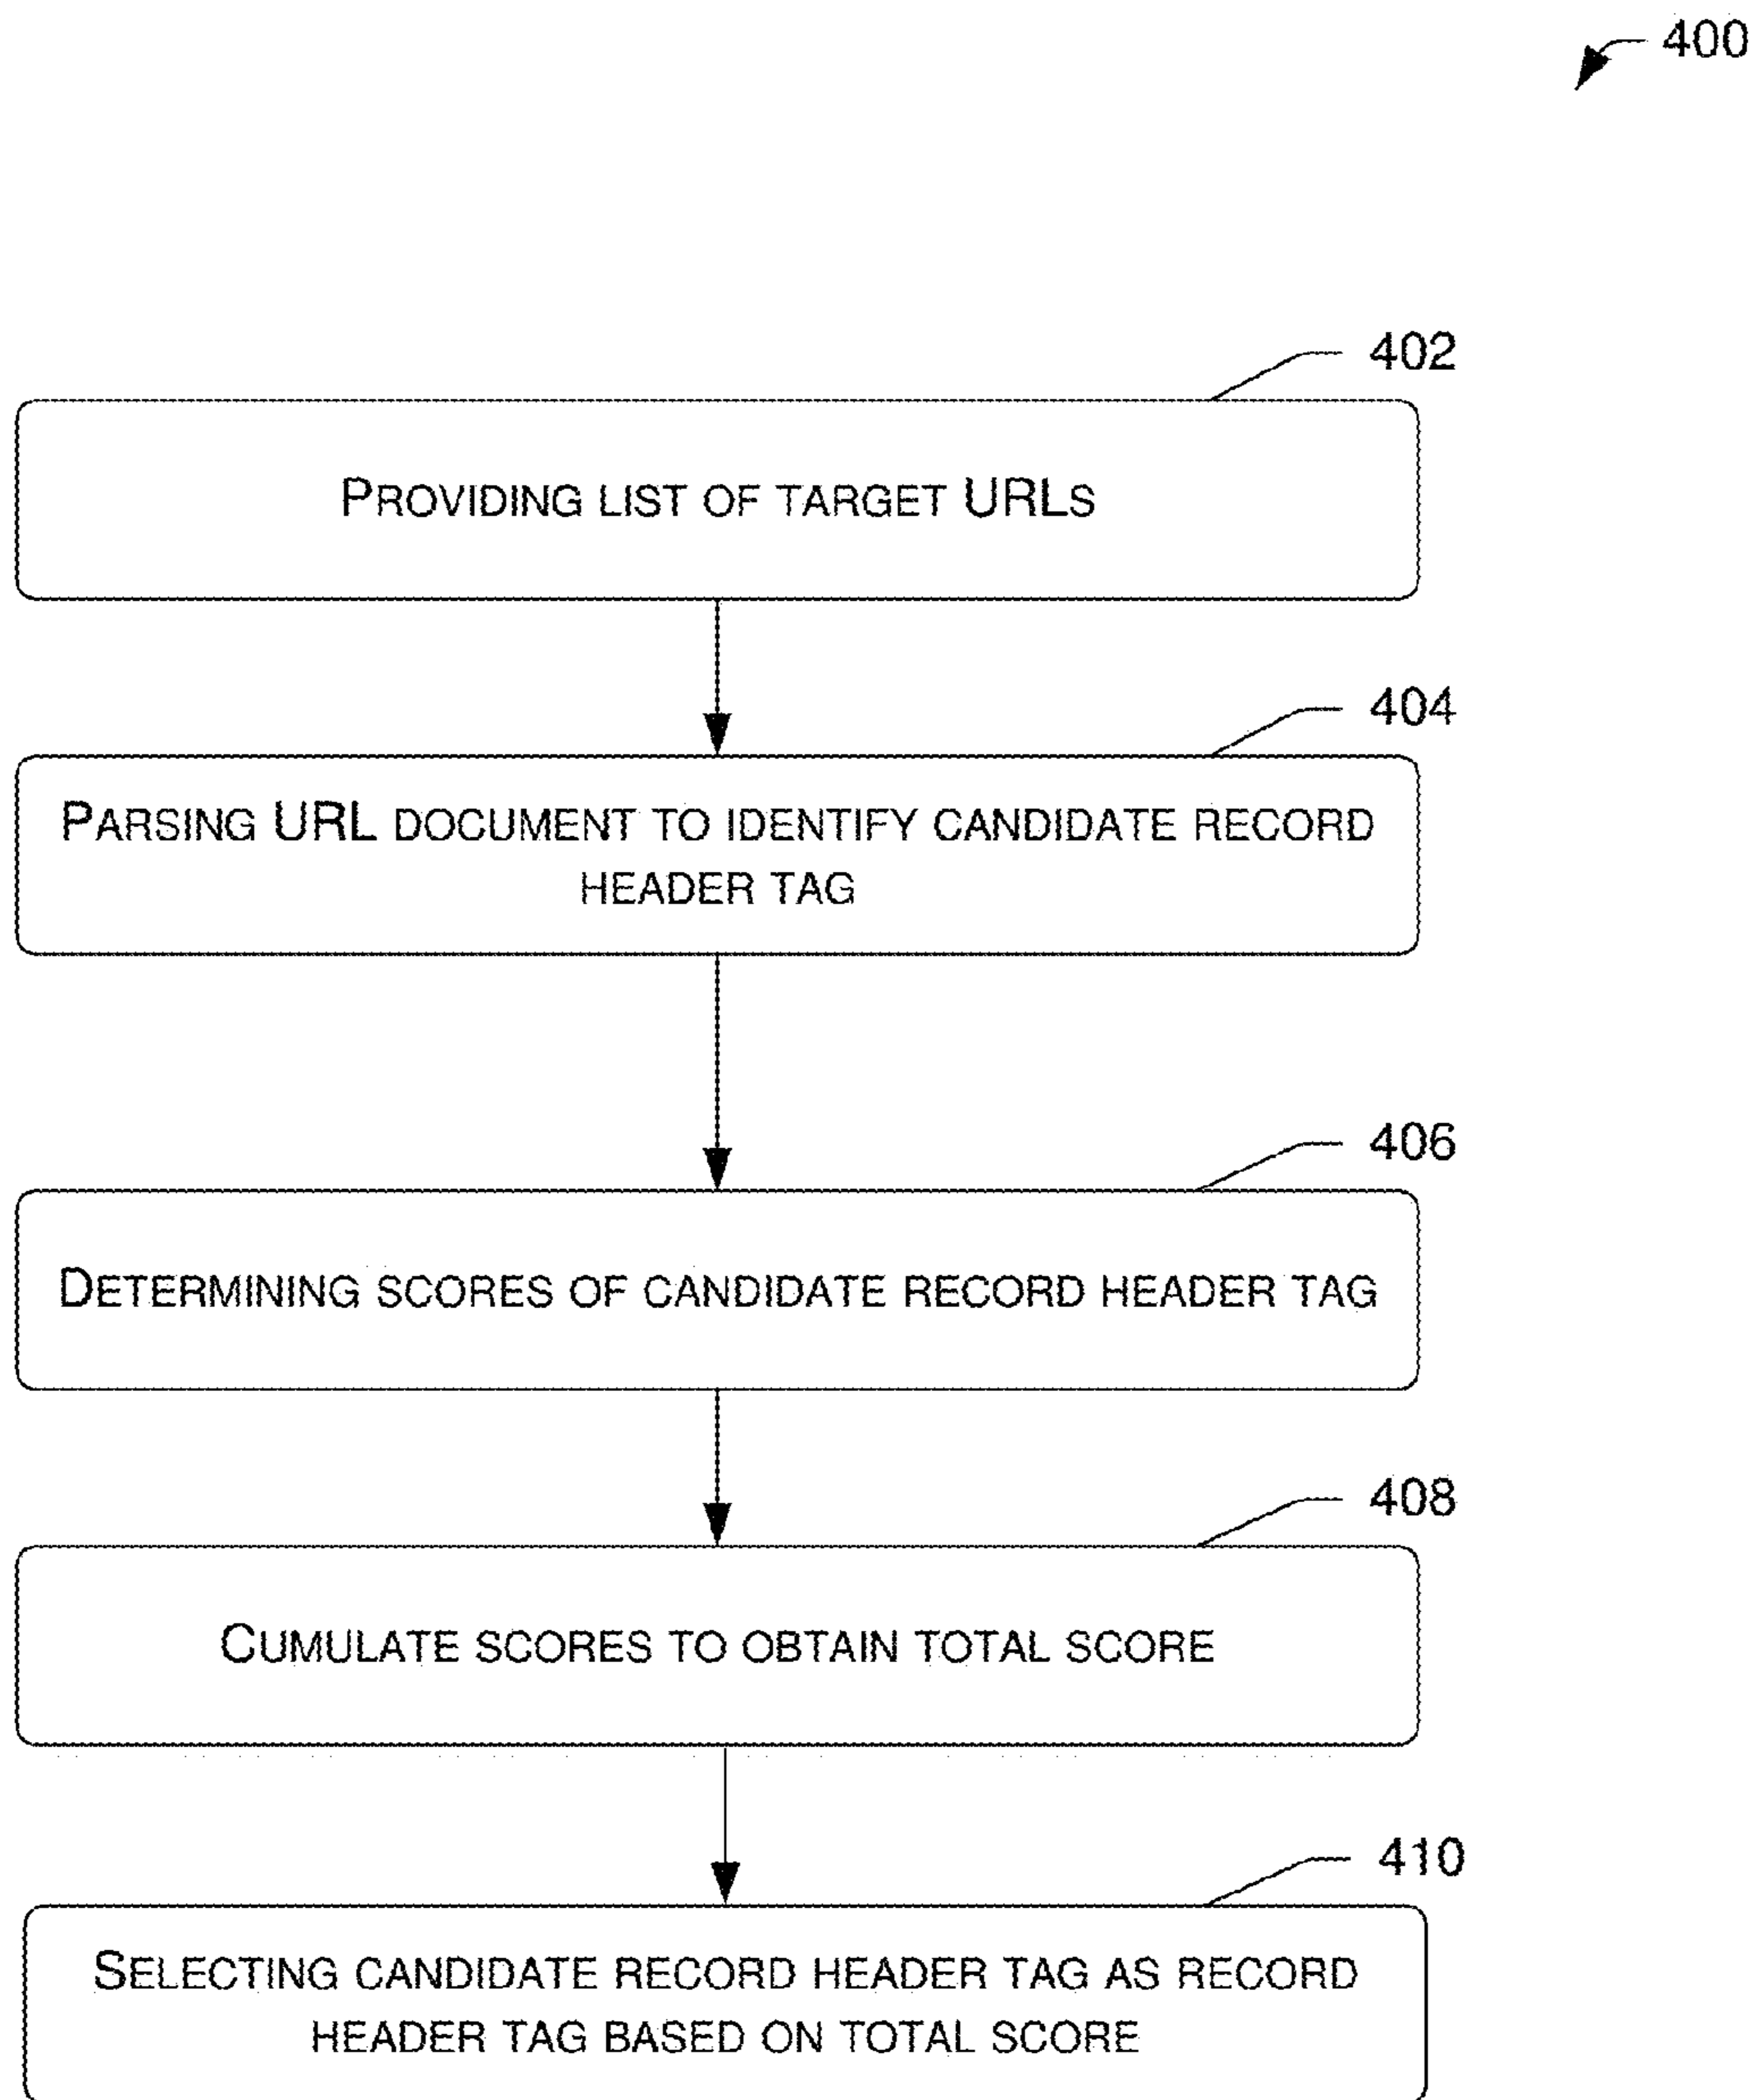 400
402
PROVIDING LIST OF TARGET URLS
404
PARSING URL DOCUMENT TO IDENTIFY CANDIDATE RECORD
HEADER TAG
406
DETERMINING SCORES OF CANDIDATE RECORD HEADER TAG
408
CUMULATE SCORES TO OBTAIN TOTAL SCORE
410
SELECTING CANDIDATE RECORD HEADER TAG AS RECORD
HEADER TAG BASED ON TOTAL SCORE